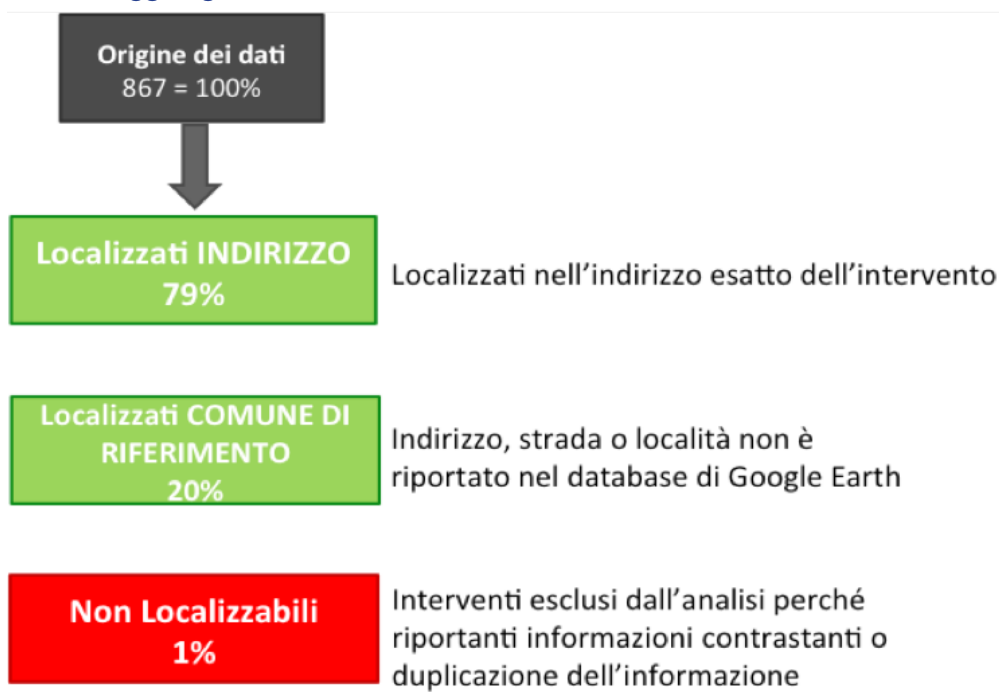 Origine dei dati
867 = 100%
Localizzati INDIRIZZO
79%
Localizzati nell’indirizzo esatto dell’intervento
Localizzati COMUNE DI
RIFERIMENTO
20%
Indirizzo, strada o località non è
riportato nel database di Google Earth
Non Localizzabili
1%
Interventi esclusi dall’analisi perché
riportanti informazioni contrastanti o
duplicazione dell’informazione